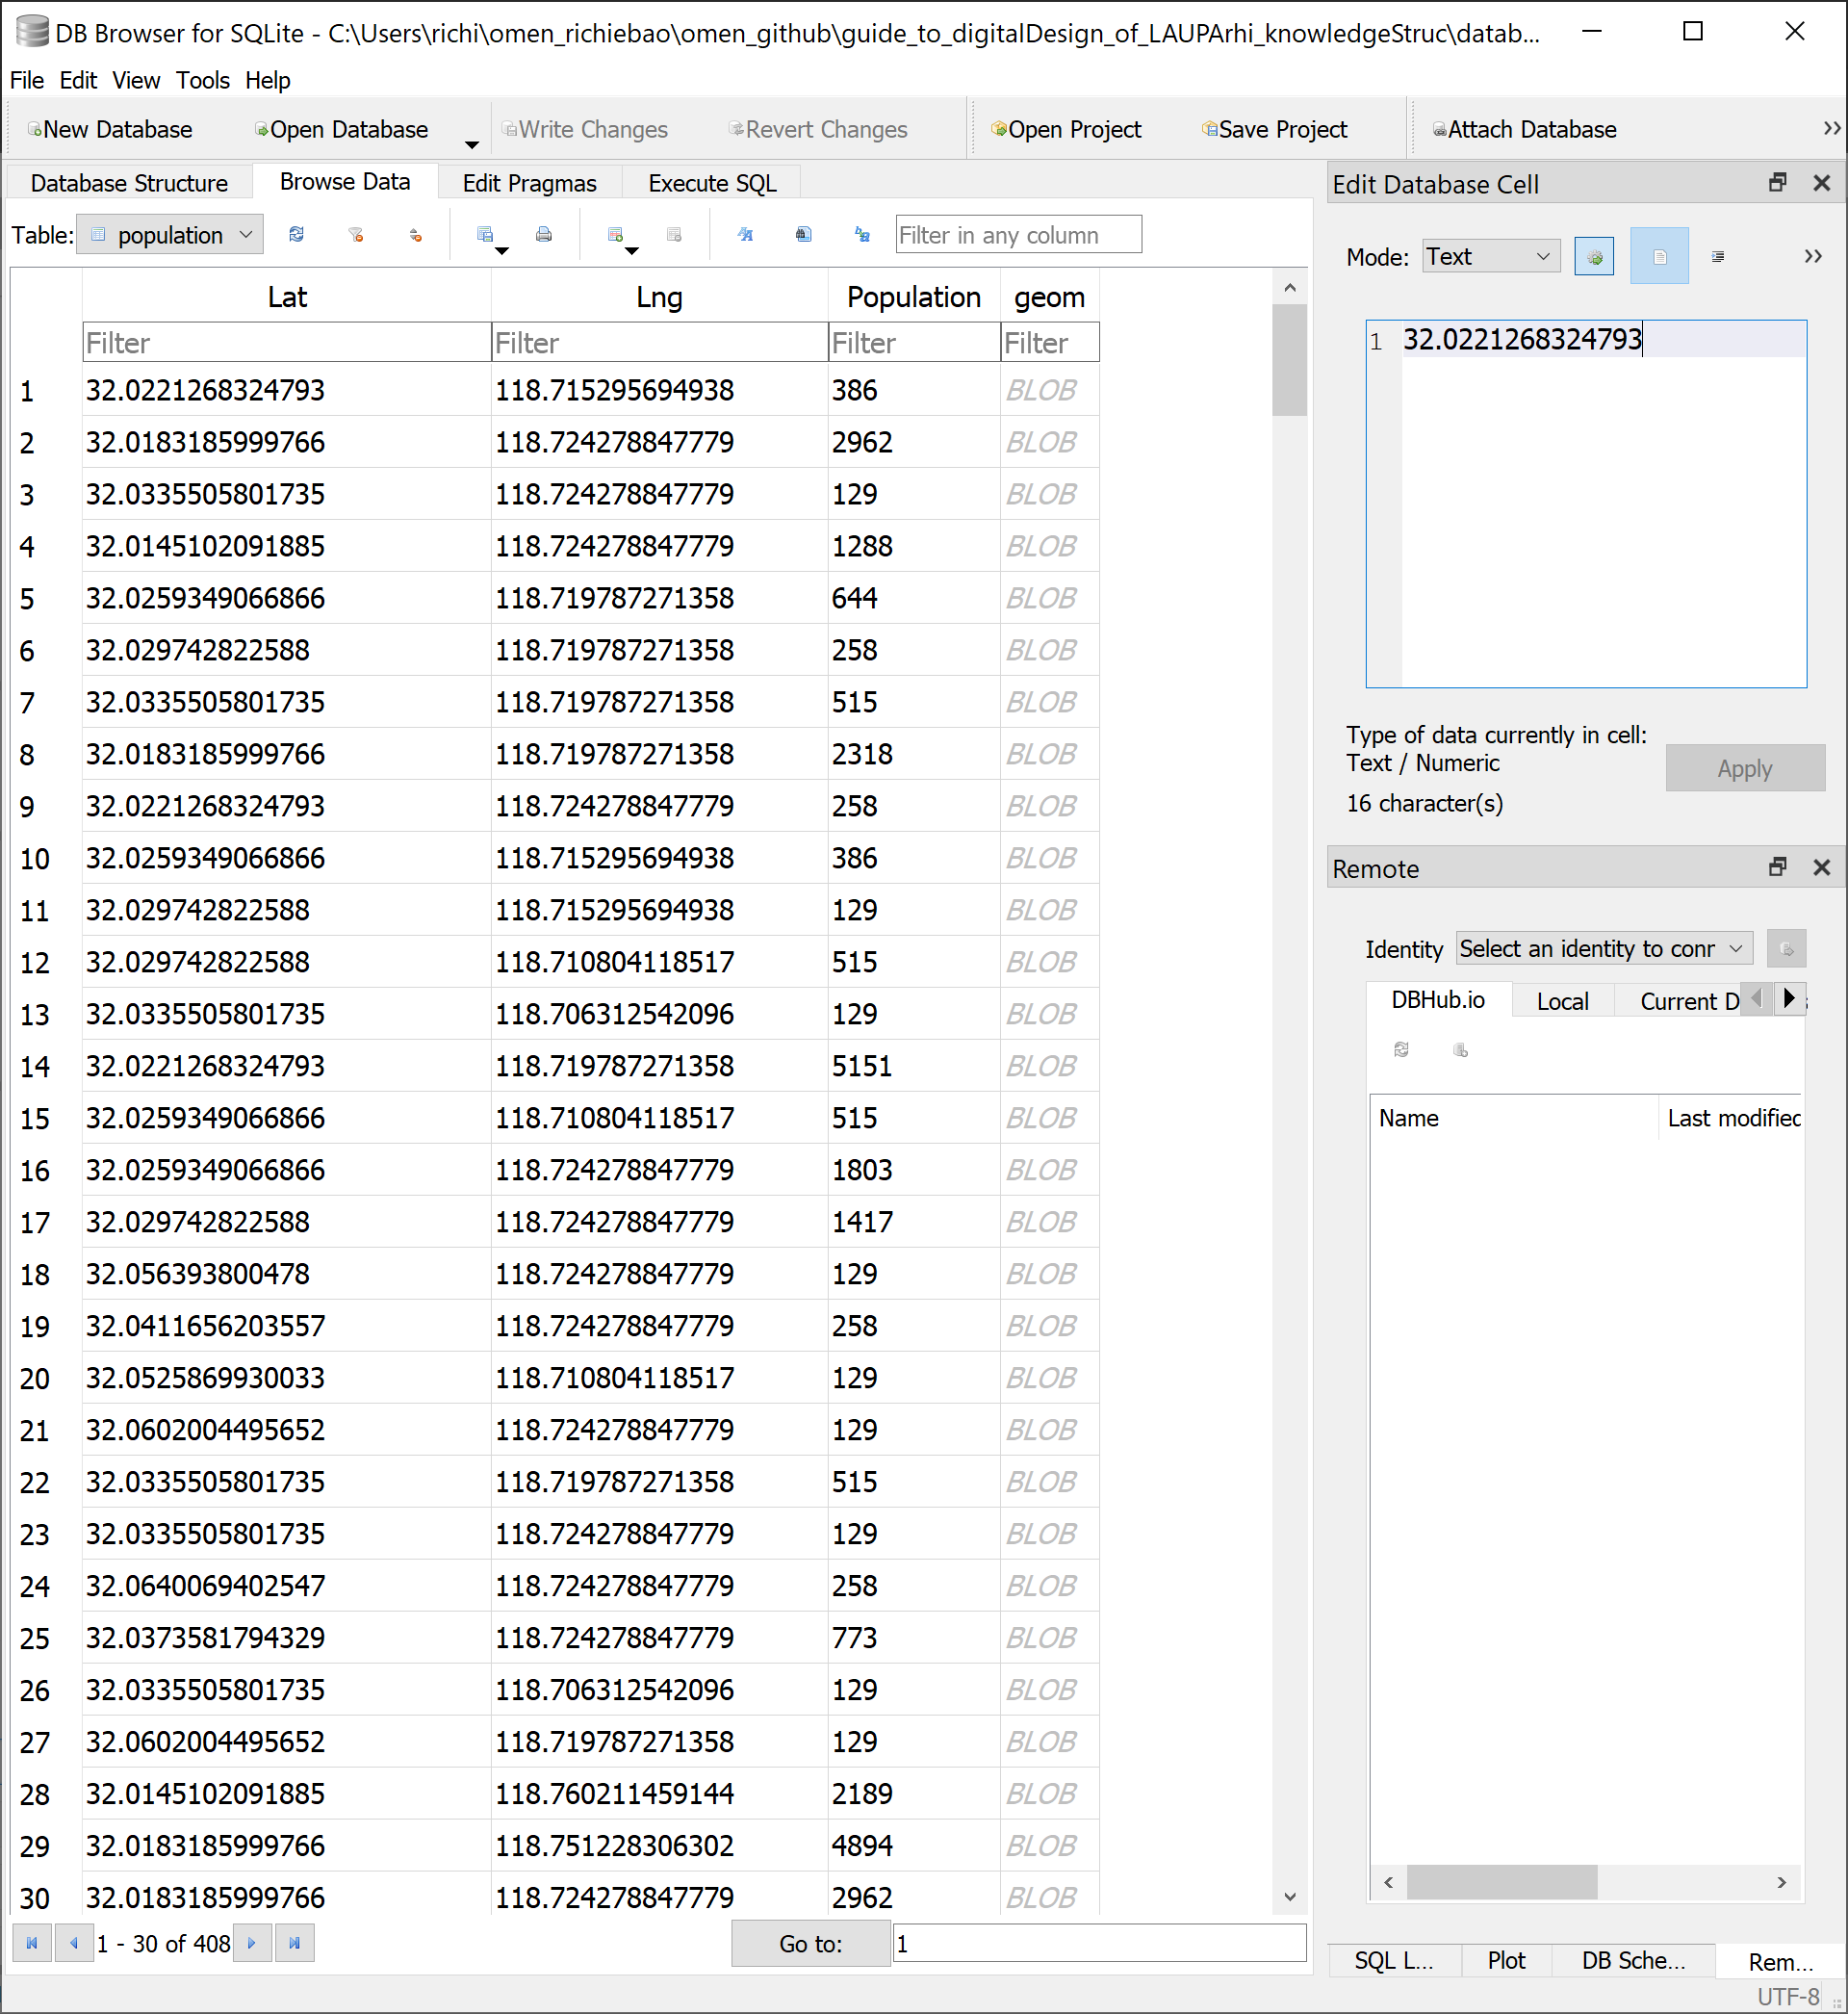 DB Browser for SQLite - C:\Users\richi\omen_richiebao\omen_github\guide_to_digitalDesign_of_LAUPArhi_knowledgeStruc\datab...
File Edit View Tools Help
New Database Open Database Write Changes Revert Changes Open Project Save Project Attach Database
Database Structure Browse Data Edit Pragmas Execute SQL
Table: population Filter in any column
Lat Lng Population geom
Filter Filter Filter Filter
1 32.0221268324793 118.715295694938 386 BLOB
2 32.0183185999766 118.724278847779 2962 BLOB
3 32.0335505801735 118.724278847779 129 BLOB
4 32.0145102091885 118.724278847779 1288 BLOB
5 32.0259349066866 118.719787271358 644 BLOB
6 32.029742822588 118.719787271358 258 BLOB
7 32.0335505801735 118.719787271358 515 BLOB
8 32.0183185999766 118.719787271358 2318 BLOB
9 32.0221268324793 118.724278847779 258 BLOB
10 32.0259349066866 118.715295694938 386 BLOB
11 32.029742822588 118.715295694938 129 BLOB
12 32.029742822588 118.710804118517 515 BLOB
13 32.0335505801735 118.706312542096 129 BLOB
14 32.0221268324793 118.719787271358 5151 BLOB
15 32.0259349066866 118.710804118517 515 BLOB
16 32.0259349066866 118.724278847779 1803 BLOB
17 32.029742822588 118.724278847779 1417 BLOB
18 32.056393800478 118.724278847779 129 BLOB
19 32.0411656203557 118.724278847779 258 BLOB
20 32.0525869930033 118.710804118517 129 BLOB
21 32.0602004495652 118.724278847779 129 BLOB
22 32.0335505801735 118.719787271358 515 BLOB
23 32.0335505801735 118.724278847779 129 BLOB
24 32.0640069402547 118.724278847779 258 BLOB
25 32.0373581794329 118.724278847779 773 BLOB
26 32.0335505801735 118.706312542096 129 BLOB
27 32.0602004495652 118.719787271358 129 BLOB
28 32.0145102091885 118.760211459144 2189 BLOB
29 32.0183185999766 118.751228306302 4894 BLOB
30 32.0183185999766 118.724278847779 2962 BLOB
1 - 30 of 408 Go to: 1
Edit Database Cell
Mode: Text
1 32.0221268324793
Type of data currently in cell:
Text / Numeric
Apply
16 character(s)
Remote
Identity Select an identity to conr
DBHub.io Local Current D
Name Last modified
SQL L... Plot DB Sche... Rem...
UTF-8